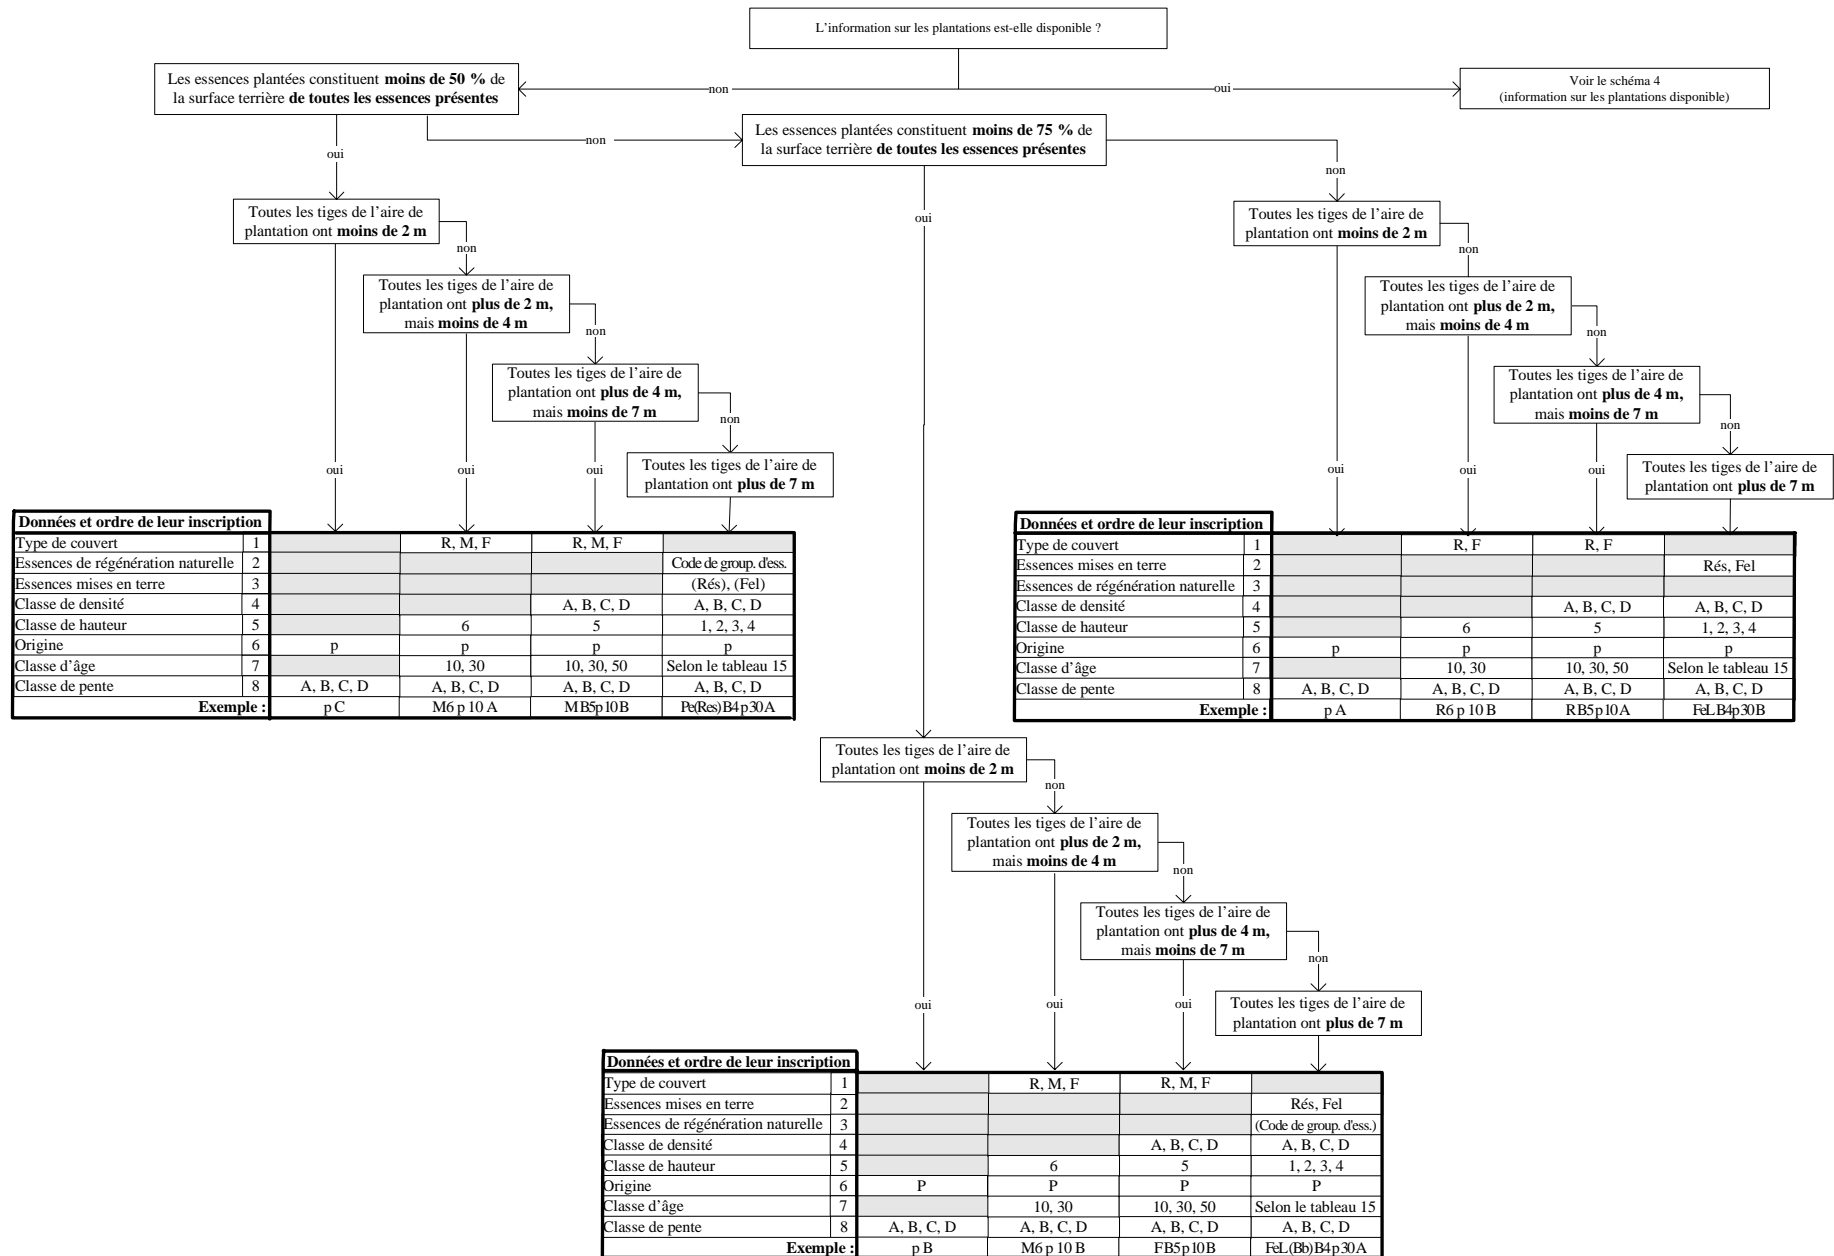 L’information sur les plantations est-elle disponible ?
Les essences plantées constituent moins de 50 % de
la surface terrière de toutes les essences présentes
non
oui
Voir le schéma 4
(information sur les plantations disponible)
Les essences plantées constituent moins de 75 % de
la surface terrière de toutes les essences présentes
oui
non
non
oui
Toutes les tiges de l’aire de
plantation ont moins de 2 m
non
Toutes les tiges de l’aire de
plantation ont plus de 2 m,
mais moins de 4 m
non
Toutes les tiges de l’aire de
plantation ont plus de 4 m,
mais moins de 7 m
non
Toutes les tiges de l’aire de
plantation ont plus de 7 m
oui
oui
oui
Données et ordre de leur inscription
Type de couvert 1 R, M, F R, M, F
Essences de régénération naturelle 2 Code de group. d'ess.
Essences mises en terre 3 (Rés), (Fel)
Classe de densité 4 A, B, C, D A, B, C, D
Classe de hauteur 5 6 5 1, 2, 3, 4
Origine 6 p p p p
Classe d’âge 7 10, 30 10, 30, 50 Selon le tableau 15
Classe de pente 8 A, B, C, D A, B, C, D A, B, C, D A, B, C, D
Exemple : p C M6 p 10 A MB5p10B Pe(Res)B4p30A
Toutes les tiges de l’aire de
plantation ont moins de 2 m
non
Toutes les tiges de l’aire de
plantation ont plus de 2 m,
mais moins de 4 m
non
Toutes les tiges de l’aire de
plantation ont plus de 4 m,
mais moins de 7 m
non
Toutes les tiges de l’aire de
plantation ont plus de 7 m
oui
oui
oui
Données et ordre de leur inscription
Type de couvert 1 R, F R, F
Essences mises en terre 2 Rés, Fel
Essences de régénération naturelle 3
Classe de densité 4 A, B, C, D A, B, C, D
Classe de hauteur 5 6 5 1, 2, 3, 4
Origine 6 p p p p
Classe d’âge 7 10, 30 10, 30, 50 Selon le tableau 15
Classe de pente 8 A, B, C, D A, B, C, D A, B, C, D A, B, C, D
Exemple : p A R6 p 10 B RB5p10A FeLB4p30B
Toutes les tiges de l’aire de
plantation ont moins de 2 m
non
Toutes les tiges de l’aire de
plantation ont plus de 2 m,
mais moins de 4 m
non
Toutes les tiges de l’aire de
plantation ont plus de 4 m,
mais moins de 7 m
non
Toutes les tiges de l’aire de
plantation ont plus de 7 m
oui
oui
oui
Données et ordre de leur inscription
Type de couvert 1 R, M, F R, M, F
Essences mises en terre 2 Rés, Fel
Essences de régénération naturelle 3 (Code de group. d'ess.)
Classe de densité 4 A, B, C, D A, B, C, D
Classe de hauteur 5 6 5 1, 2, 3, 4
Origine 6 P P P P
Classe d’âge 7 10, 30 10, 30, 50 Selon le tableau 15
Classe de pente 8 A, B, C, D A, B, C, D A, B, C, D A, B, C, D
Exemple : p B M6 p 10 B FB5p10B FeL(Bb)B4p30A